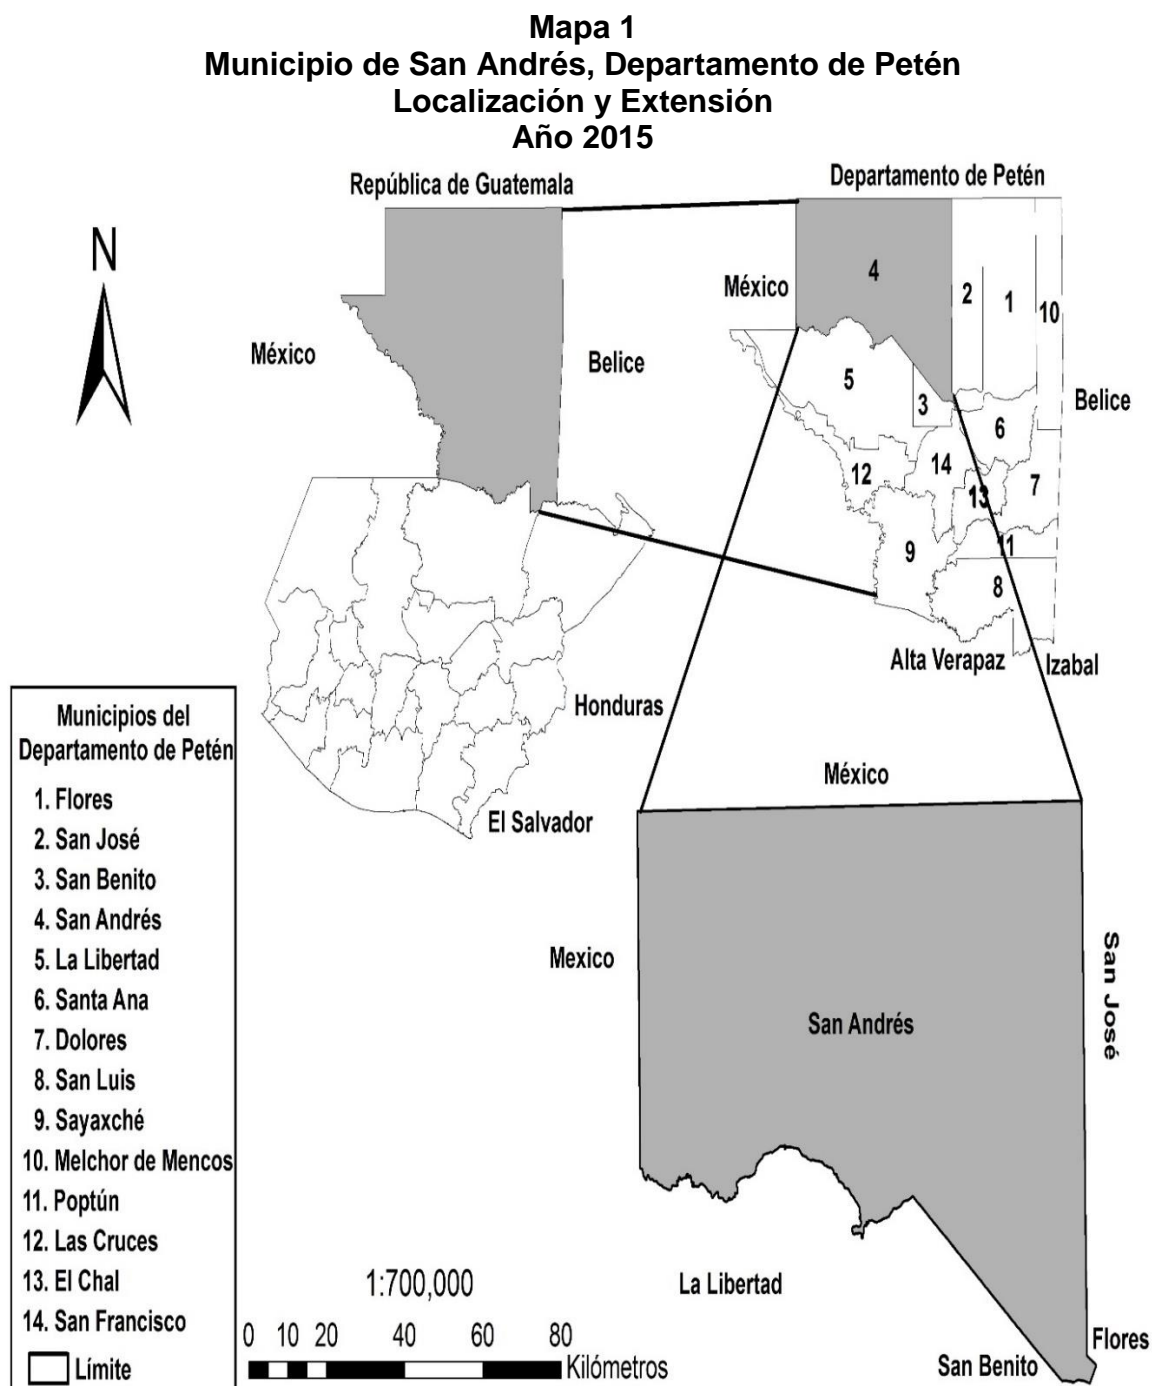 Mapa 1
Municipio de San Andrés, Departamento de Petén
Localización y Extensión
Año 2015
República de Guatemala
Departamento de Petén
N
México
Belice
México
4
2
1
10
5
3
Belice
6
14
12
13
7
9
11
8
Alta Verapaz
Izabal
Honduras
El Salvador
Municipios del
Departamento de Petén
1. Flores
2. San José
3. San Benito
4. San Andrés
5. La Libertad
6. Santa Ana
7. Dolores
8. San Luis
9. Sayaxché
10. Melchor de Mencos
11. Poptún
12. Las Cruces
13. El Chal
14. San Francisco
Límite
México
Mexico
San José
San Andrés
La Libertad
Flores
San Benito
1:700,000
0 10 20 40 60 80
Kilómetros